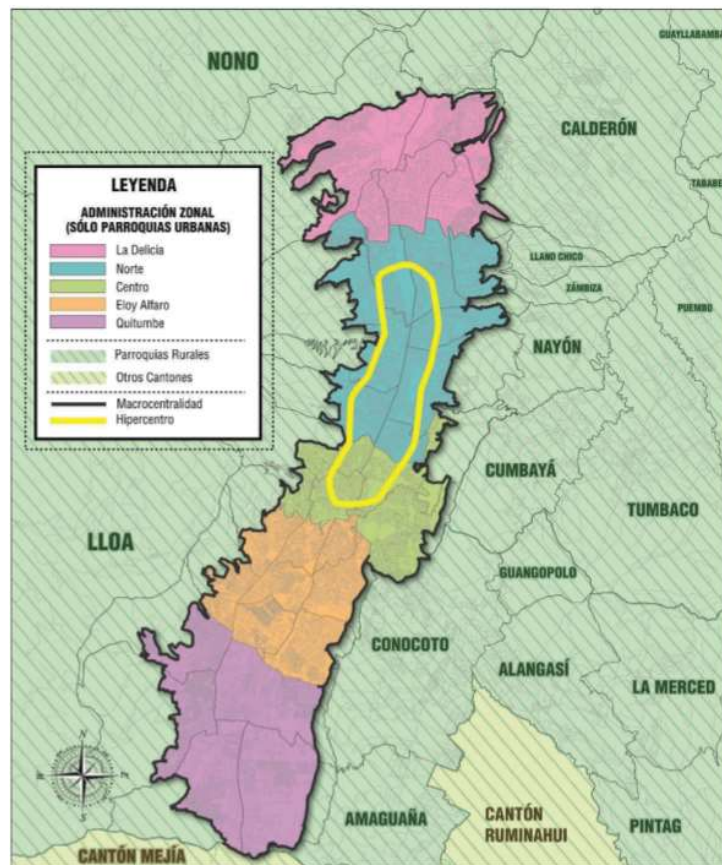 GUAYLLABAMBA
NONO
CALDERÓN
LEYENDA
ADMINISTRACIÓN ZONAL
(SÓLO PARROQUIAS URBANAS)
La Delicia
Norte
Centro
Eloy Alfaro
Quitumbe
Parroquias Rurales
Otros Cantones
Macrocentralidad
Hipercentro
LLANO CHICO
ZÁMBIZA
PUEMBO
NAYÓN
CUMBAYÁ
TUMBACO
LLOA
GUANGOPOLO
CONOCOTO
ALANGASÍ
LA MERCED
N
S
AMAGUAÑA
CANTÓN
RUMINAHUI
PINTAG
CANTÓN MEJÍA